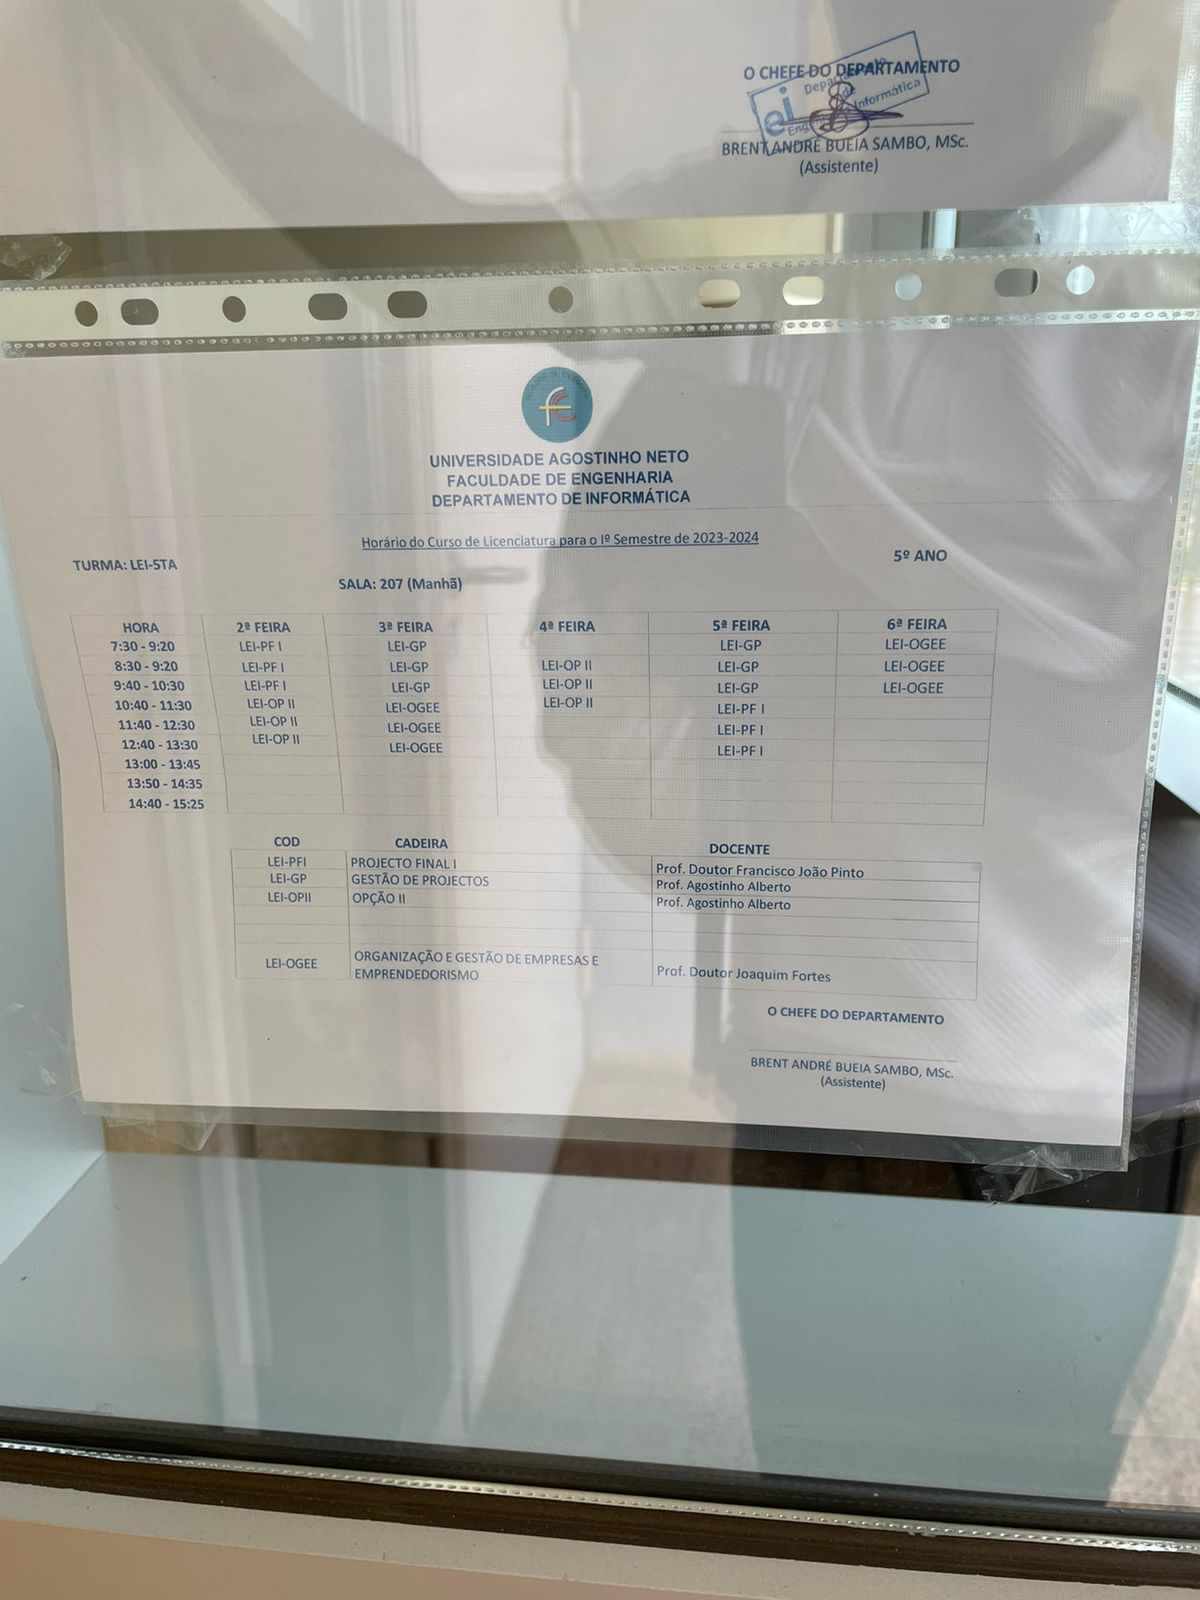 O CHEFE DO DEPARTAMENTO
Departamento
de
ei Informática
BRENT ANDRÉ BUEIA SAMBO, MSc.
(Assistente)
UNIVERSIDADE AGOSTINHO NETO
FACULDADE DE ENGENHARIA
DEPARTAMENTO DE INFORMÁTICA
Horário do Curso de Licenciatura para o Iº Semestre de 2023-2024
TURMA: LEI-5TA 5º ANO
SALA: 207 (Manhã)
HORA 2ª FEIRA 3ª FEIRA 4ª FEIRA 5ª FEIRA 6ª FEIRA
7:30 - 9:20 LEI-PF I LEI-GP LEI-GP LEI-OGEE
8:30 - 9:20 LEI-PF I LEI-GP LEI-OP II LEI-GP LEI-OGEE
9:40 - 10:30 LEI-PF I LEI-GP LEI-OP II LEI-GP LEI-OGEE
10:40 - 11:30 LEI-OP II LEI-OGEE LEI-OP II LEI-PF I
11:40 - 12:30 LEI-OP II LEI-OGEE LEI-PF I
12:40 - 13:30 LEI-OP II LEI-OGEE LEI-PF I
13:00 - 13:45
13:50 - 14:35
14:40 - 15:25
COD CADEIRA DOCENTE
LEI-PFI PROJECTO FINAL I Prof. Doutor Francisco João Pinto
LEI-GP GESTÃO DE PROJECTOS Prof. Agostinho Alberto
LEI-OPII OPÇÃO II Prof. Agostinho Alberto
LEI-OGEE ORGANIZAÇÃO E GESTÃO DE EMPRESAS E
EMPRENDEDORISMO Prof. Doutor Joaquim Fortes
O CHEFE DO DEPARTAMENTO
BRENT ANDRÉ BUEIA SAMBO, MSc.
(Assistente)